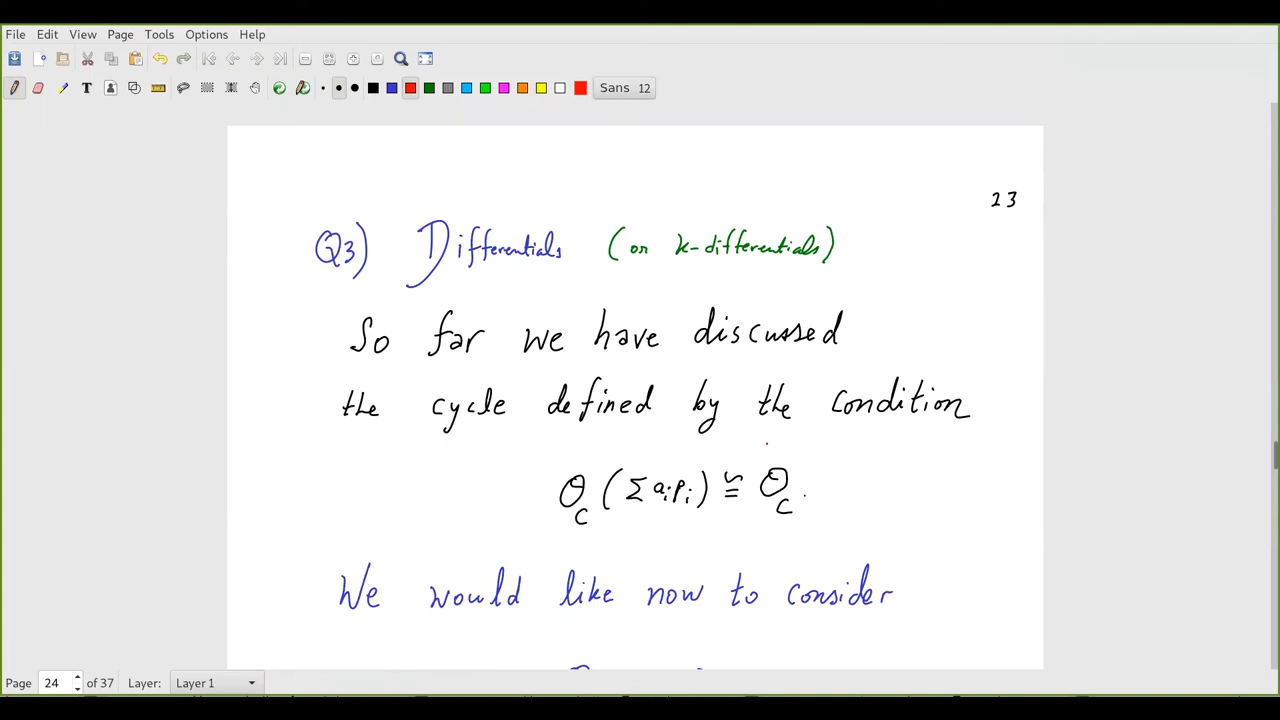 File Edit View Page Tools Options Help
Sans 12
23
Q3) Differentials (or k-differentials)
So far we have discussed
the cycle defined by the condition
O_C (Σ a_i p_i) ≅ O_C.
We would like now to consider
Page 24 of 37 Layer: Layer 1